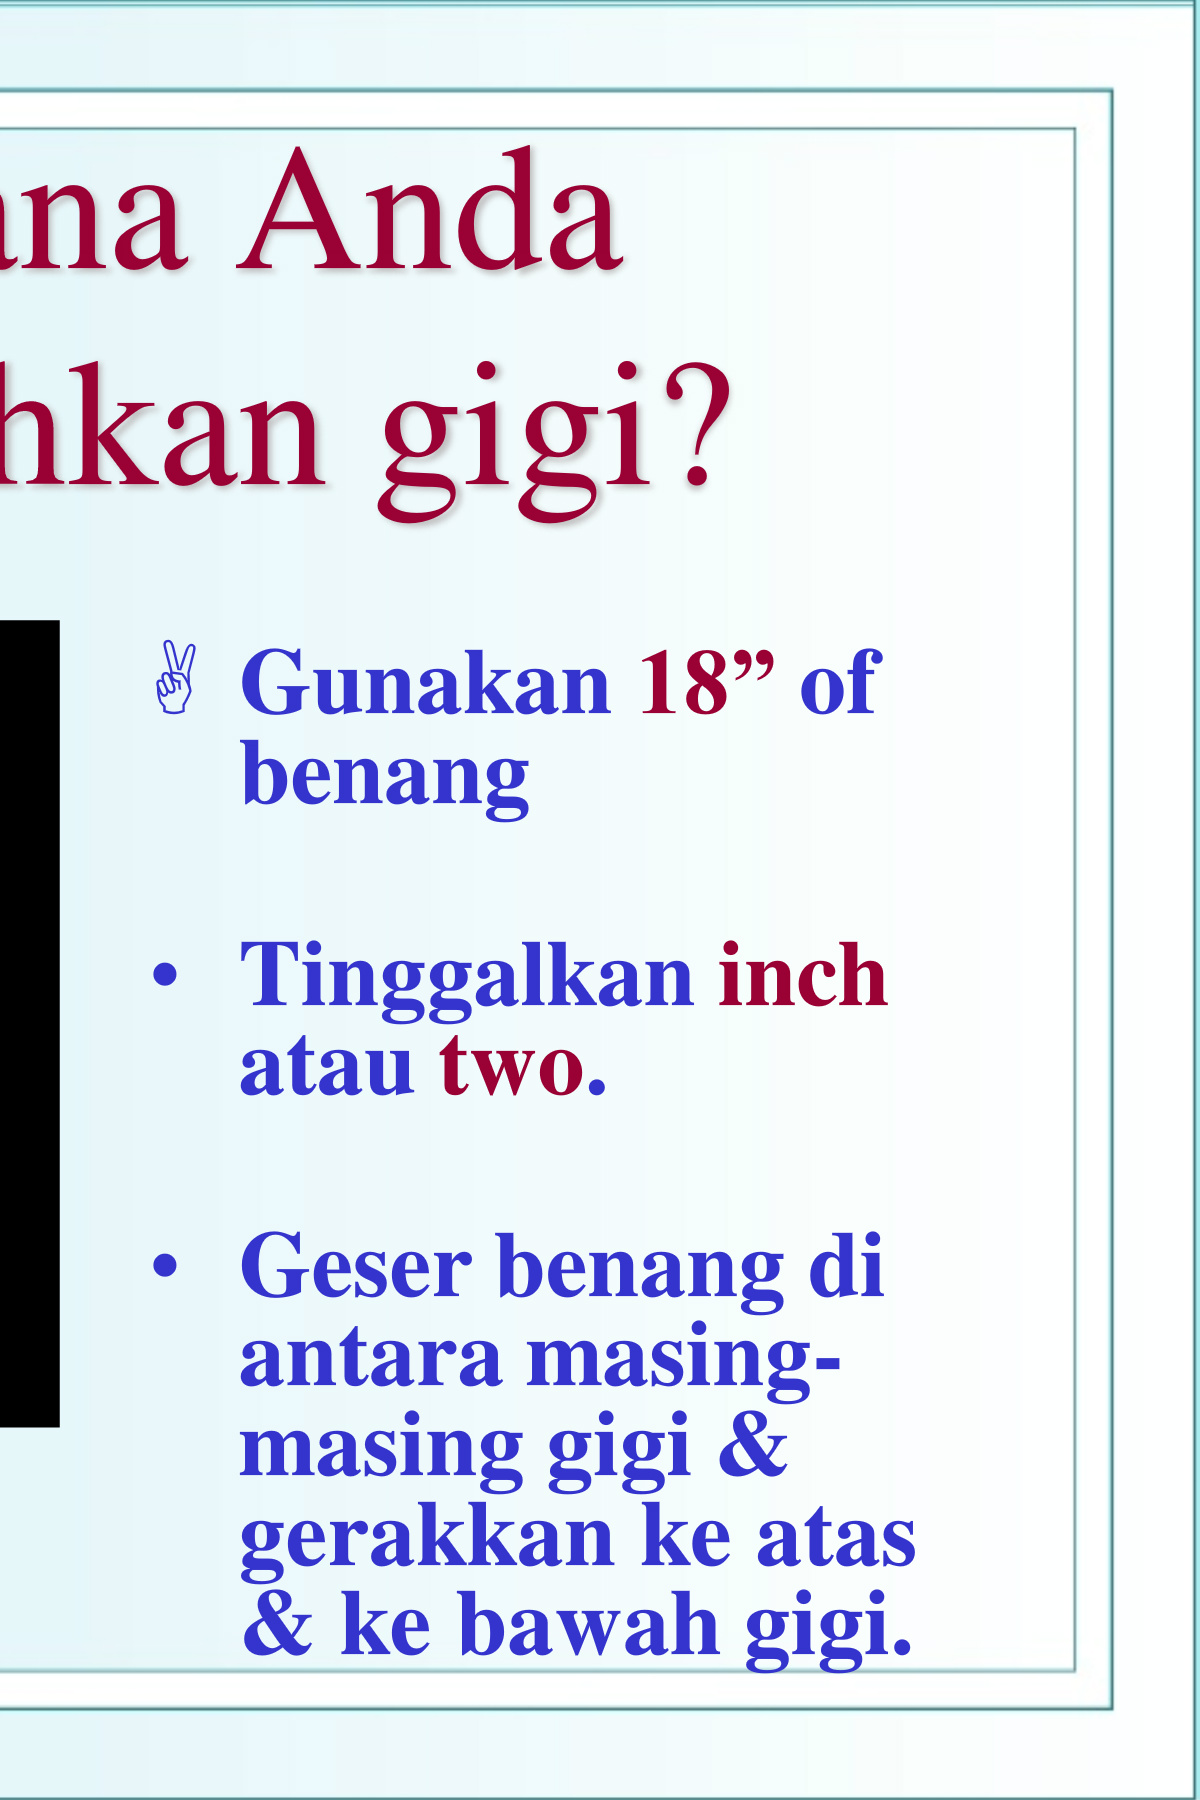 ana Anda
hkan gigi?
✌ Gunakan 18” of
benang
• Tinggalkan inch
atau two.
• Geser benang di
antara masing-
masing gigi &
gerakkan ke atas
& ke bawah gigi.